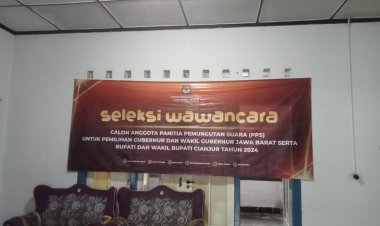 seleksi wawancara
CALON ANGGOTA PANITIA PEMUNGUTAN SUARA (PPS)
UNTUK PEMILIHAN GUBERNUR DAN WAKIL GUBERNUR JAWA BARAT SERTA
BUPATI DAN WAKIL BUPATI CIANJUR TAHUN 2024